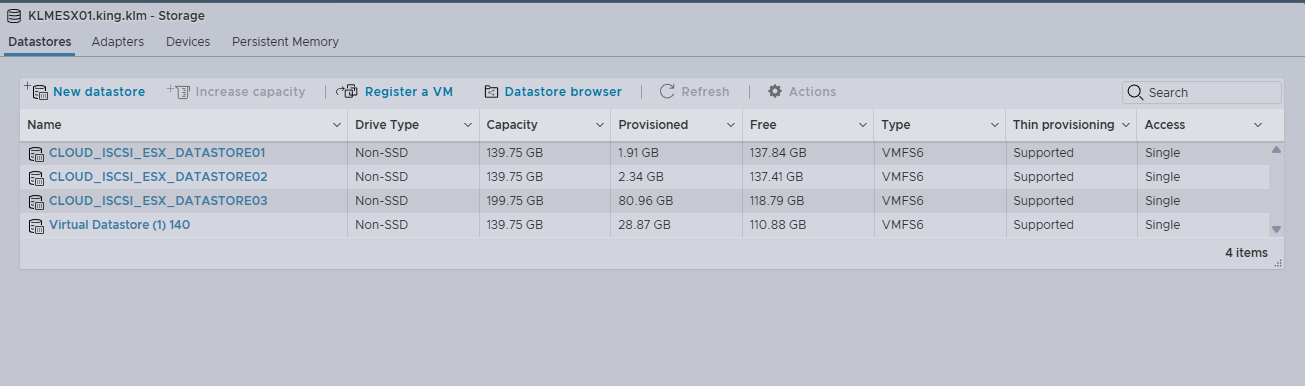 KLMESX01.king.klm - Storage
Datastores Adapters Devices Persistent Memory
New datastore Increase capacity Register a VM Datastore browser Refresh Actions Search
Name Drive Type Capacity Provisioned Free Type Thin provisioning Access
CLOUD_ISCSI_ESX_DATASTORE01 Non-SSD 139.75 GB 1.91 GB 137.84 GB VMFS6 Supported Single
CLOUD_ISCSI_ESX_DATASTORE02 Non-SSD 139.75 GB 2.34 GB 137.41 GB VMFS6 Supported Single
CLOUD_ISCSI_ESX_DATASTORE03 Non-SSD 199.75 GB 80.96 GB 118.79 GB VMFS6 Supported Single
Virtual Datastore (1) 140 Non-SSD 139.75 GB 28.87 GB 110.88 GB VMFS6 Supported Single
4 items